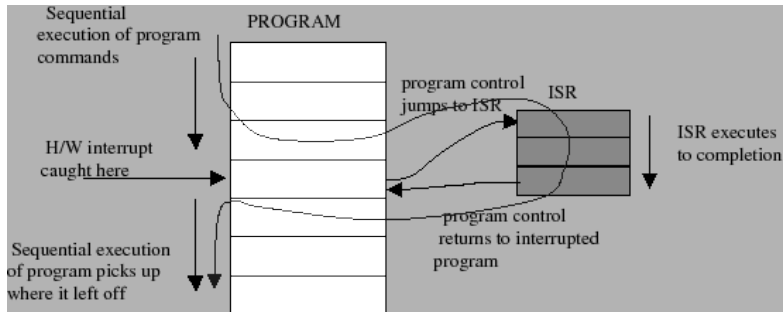 Sequential
execution of program
commands
PROGRAM
program control
jumps to ISR
ISR
H/W interrupt
caught here
ISR executes
to completion
program control
returns to interrupted
program
Sequential execution
of program picks up
where it left off